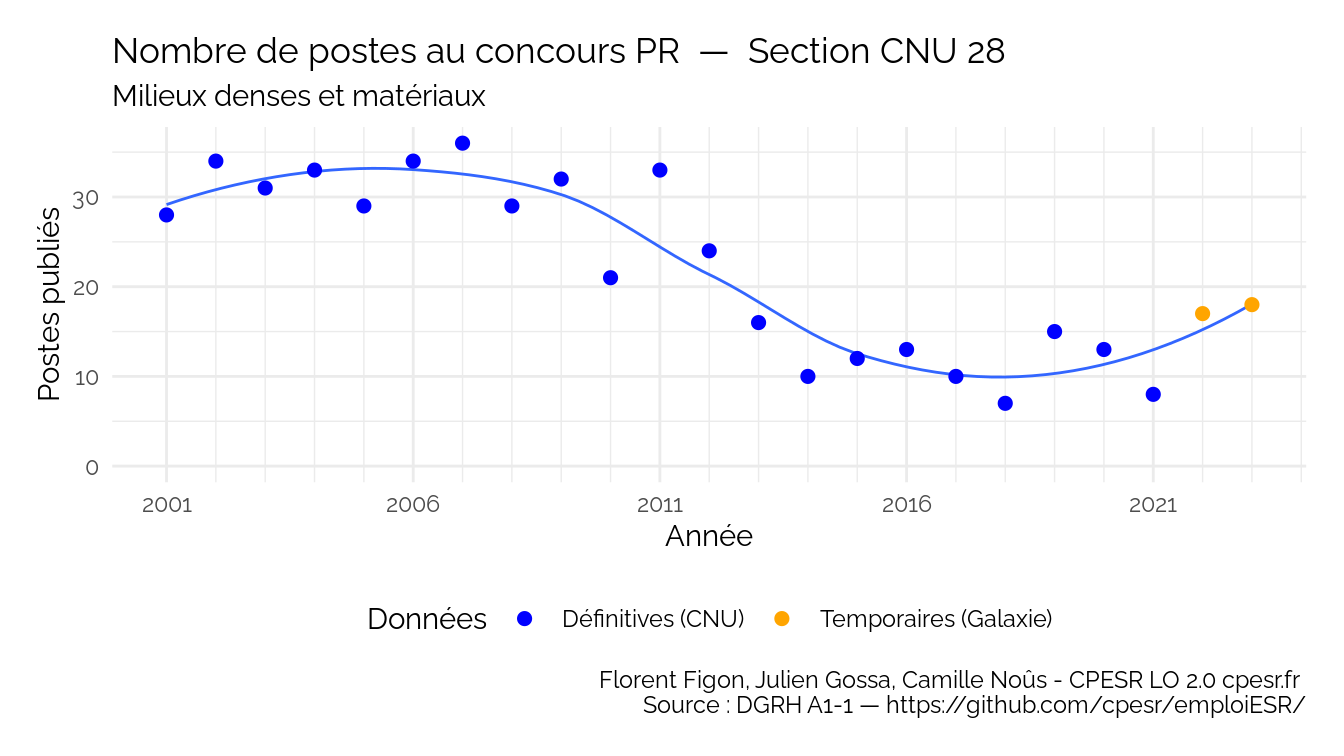 Nombre de postes au concours PR — Section CNU 28
Milieux denses et matériaux
Postes publiés
30
20
10
0
2001 2006 2011 2016 2021
Année
Données Définitives (CNU) Temporaires (Galaxie)
Florent Figon, Julien Gossa, Camille Noûs - CPESR LO 2.0 cpesr.fr
Source : DGRH A1-1 — https://github.com/cpesr/emploiESR/